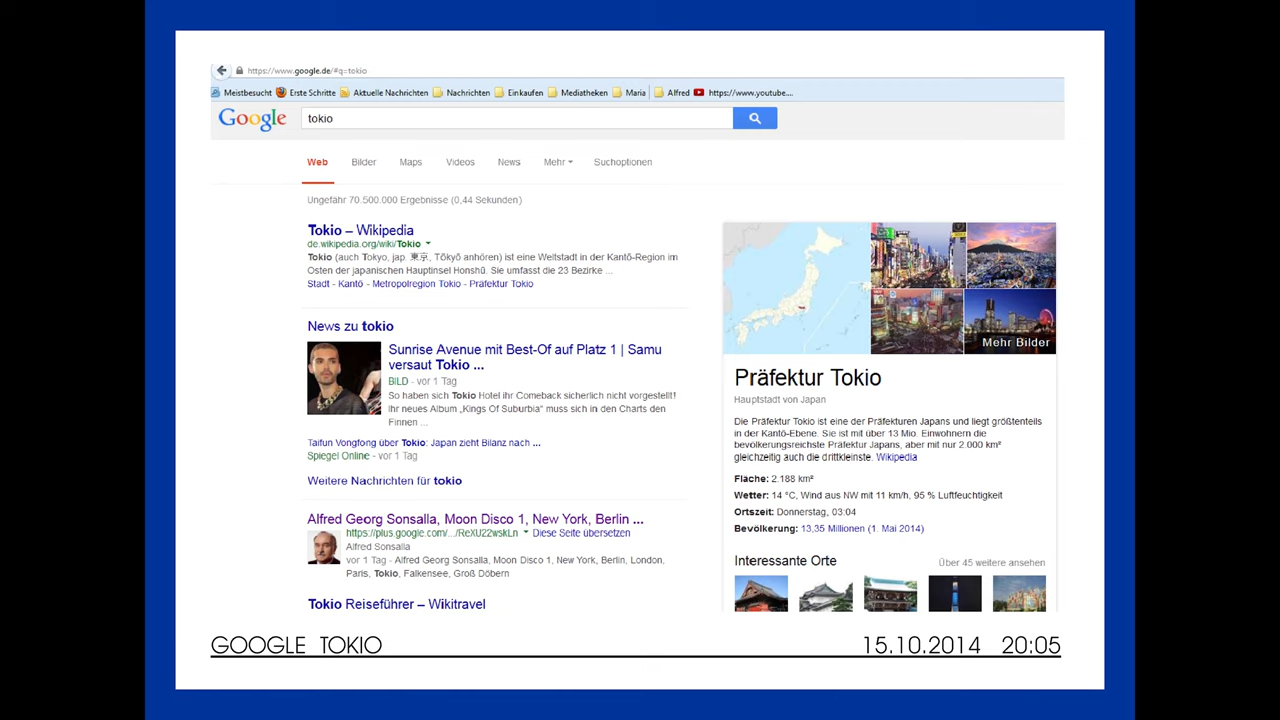 https://www.google.de/#q=tokio
Meistbesucht Erste Schritte Aktuelle Nachrichten Nachrichten Einkaufen Mediatheken Maria Alfred https://www.youtube....
Google tokio
Web Bilder Maps Videos News Mehr Suchoptionen
Ungefähr 70.500.000 Ergebnisse (0,44 Sekunden)
Tokio – Wikipedia
de.wikipedia.org/wiki/Tokio
Tokio (auch Tokyo, jap. 東京, Tōkyō anhören) ist eine Weltstadt in der Kantō-Region im
Osten der japanischen Hauptinsel Honshū. Sie umfasst die 23 Bezirke ...
Stadt - Kantō - Metropolregion Tokio - Präfektur Tokio
News zu tokio
Sunrise Avenue mit Best-Of auf Platz 1 | Samu
versaut Tokio ...
BILD - vor 1 Tag
So haben sich Tokio Hotel ihr Comeback sicherlich nicht vorgestellt!
Ihr neues Album „Kings Of Suburbia“ muss sich in den Charts den
Finnen ...
Taifun Vongfong über Tokio: Japan zieht Bilanz nach ...
Spiegel Online - vor 1 Tag
Weitere Nachrichten für tokio
Alfred Georg Sonsalla, Moon Disco 1, New York, Berlin ...
https://plus.google.com/.../ReXU22wskLn Diese Seite übersetzen
Alfred Sonsalla
vor 1 Tag - Alfred Georg Sonsalla, Moon Disco 1, New York, Berlin, London,
Paris, Tokio, Falkensee, Groß Döbern
Tokio Reiseführer – Wikitravel
Mehr Bilder
Präfektur Tokio
Hauptstadt von Japan
Die Präfektur Tokio ist eine der Präfekturen Japans und liegt größtenteils
in der Kantō-Ebene. Sie ist mit über 13 Mio. Einwohnern die
bevölkerungsreichste Präfektur Japans, aber mit nur 2.000 km²
gleichzeitig auch die drittkleinste. Wikipedia
Fläche: 2.188 km²
Wetter: 14 °C, Wind aus NW mit 11 km/h, 95 % Luftfeuchtigkeit
Ortszeit: Donnerstag, 03:04
Bevölkerung: 13,35 Millionen (1. Mai 2014)
Interessante Orte Über 45 weitere ansehen
GOOGLE TOKIO 15.10.2014 20:05